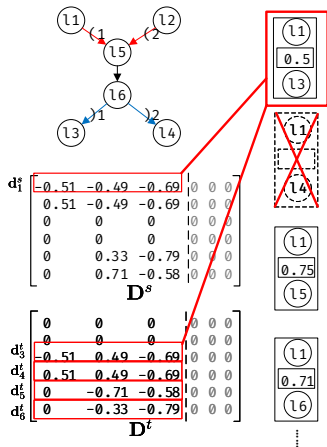 l1 l2
(1 (2
l5
l6
)1 )2
l3 l4
d₁ˢ -0.51 -0.49 -0.69 0 0 0
0.51 -0.49 -0.69 0 0 0
0 0 0 0 0 0
0 0 0 0 0 0
0 0.33 -0.79 0 0 0
0 0.71 -0.58 0 0 0
Dˢ
0 0 0 0 0 0
0 0 0 0 0 0
d₃ᵗ -0.51 0.49 -0.69 0 0 0
d₄ᵗ 0.51 0.49 -0.69 0 0 0
d₅ᵗ 0 -0.71 -0.58 0 0 0
d₆ᵗ 0 -0.33 -0.79 0 0 0
Dᵗ
l1
0.5
l3
l1
l4
l1
0.75
l5
l1
0.71
l6